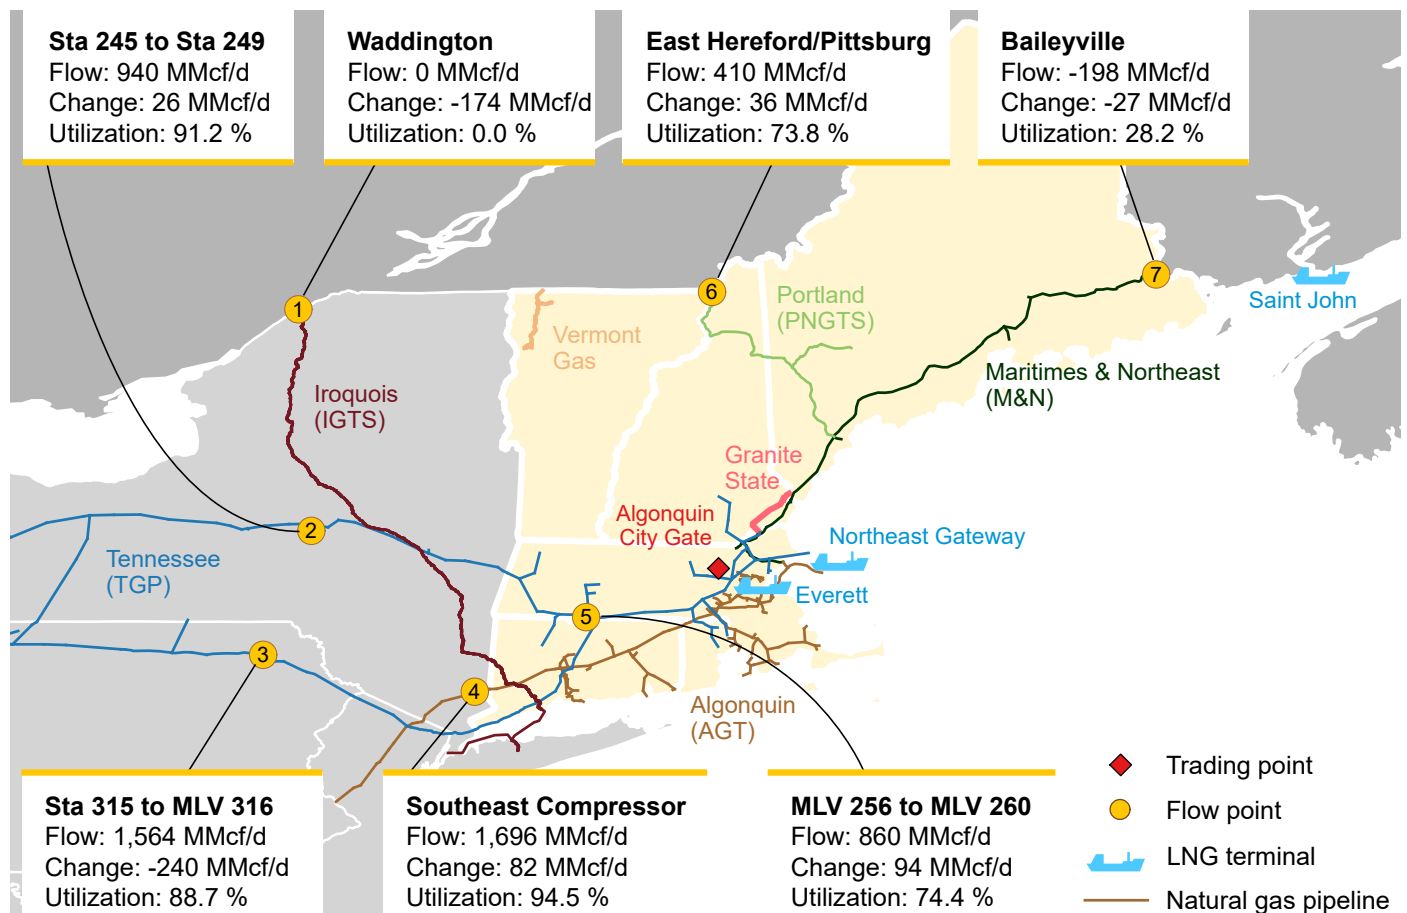 Sta 245 to Sta 249
Flow: 940 MMcf/d
Change: 26 MMcf/d
Utilization: 91.2 %
Waddington
Flow: 0 MMcf/d
Change: -174 MMcf/d
Utilization: 0.0 %
East Hereford/Pittsburg
Flow: 410 MMcf/d
Change: 36 MMcf/d
Utilization: 73.8 %
Baileyville
Flow: -198 MMcf/d
Change: -27 MMcf/d
Utilization: 28.2 %
1
6
7
Saint John
Portland
(PNGTS)
Vermont
Gas
Maritimes & Northeast
(M&N)
Iroquois
(IGTS)
Granite
State
Algonquin
City Gate
2
Northeast Gateway
Tennessee
(TGP)
Everett
5
3
4
Algonquin
(AGT)
Sta 315 to MLV 316
Flow: 1,564 MMcf/d
Change: -240 MMcf/d
Utilization: 88.7 %
Southeast Compressor
Flow: 1,696 MMcf/d
Change: 82 MMcf/d
Utilization: 94.5 %
MLV 256 to MLV 260
Flow: 860 MMcf/d
Change: 94 MMcf/d
Utilization: 74.4 %
Trading point
Flow point
LNG terminal
Natural gas pipeline